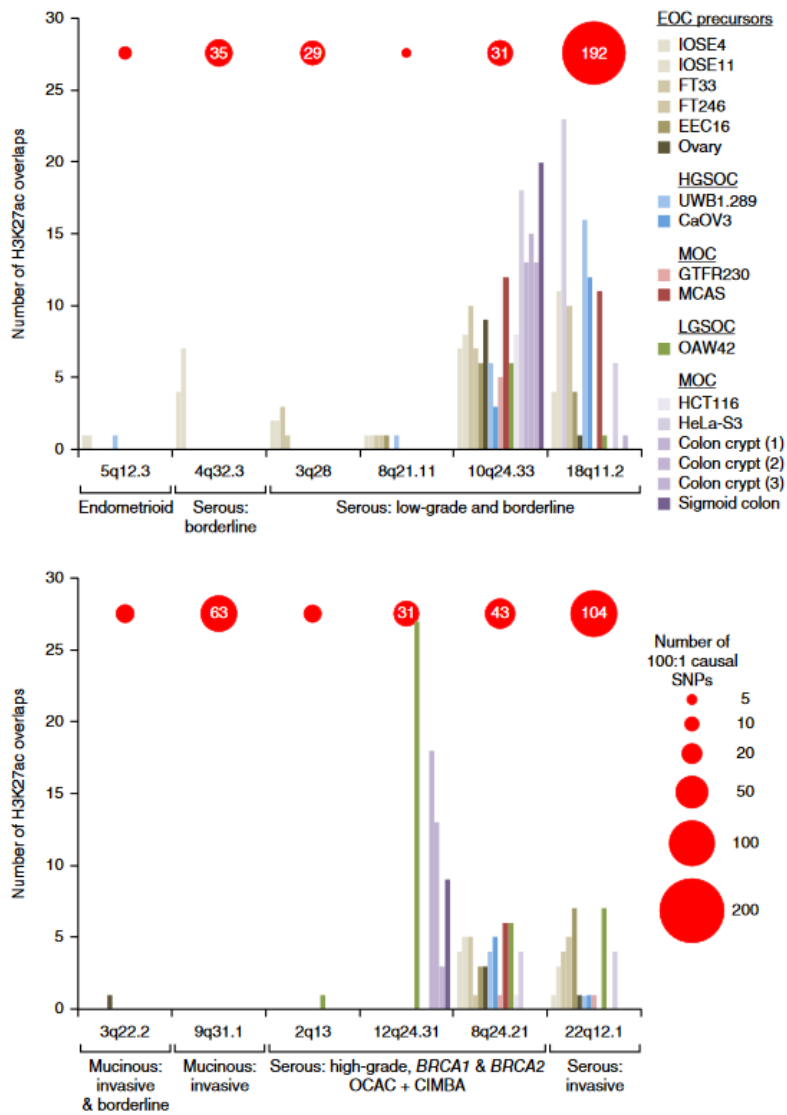 30
25
20
15
10
5
0
Number of H3K27ac overlaps
35
29
31
192
5q12.3
4q32.3
3q28
8q21.11
10q24.33
18q11.2
Endometrioid
Serous:
borderline
Serous: low-grade and borderline
EOC precursors
IOSE4
IOSE11
FT33
FT246
EEC16
Ovary
HGSOC
UWB1.289
CaOV3
MOC
GTFR230
MCAS
LGSOC
OAW42
MOC
HCT116
HeLa-S3
Colon crypt (1)
Colon crypt (2)
Colon crypt (3)
Sigmoid colon
30
25
20
15
10
5
0
Number of H3K27ac overlaps
63
31
43
104
3q22.2
9q31.1
2q13
12q24.31
8q24.21
22q12.1
Mucinous:
invasive
& borderline
Mucinous:
invasive
Serous: high-grade, BRCA1 & BRCA2
OCAC + CIMBA
Serous:
invasive
Number of
100:1 causal
SNPs
5
10
20
50
100
200